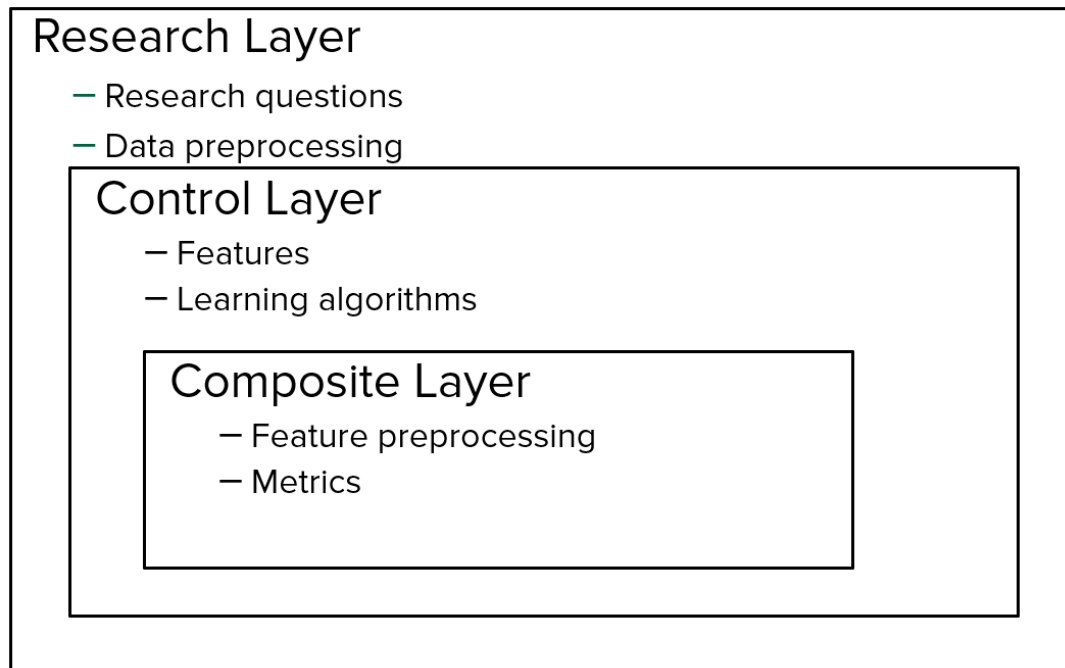 Research Layer
– Research questions
– Data preprocessing
Control Layer
– Features
– Learning algorithms
Composite Layer
– Feature preprocessing
– Metrics